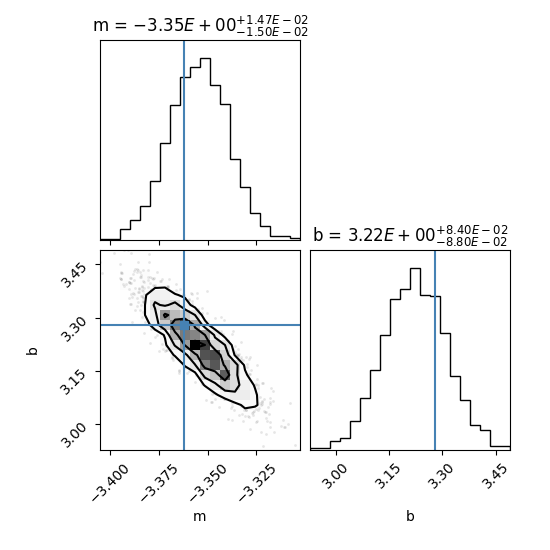 m = −3.35E + 00 +1.47E − 02 −1.50E − 02
b = 3.22E + 00 +8.40E − 02 −8.80E − 02
3.45
3.30
3.15
3.00
b
−3.400 −3.375 −3.350 −3.325
3.00 3.15 3.30 3.45
m b